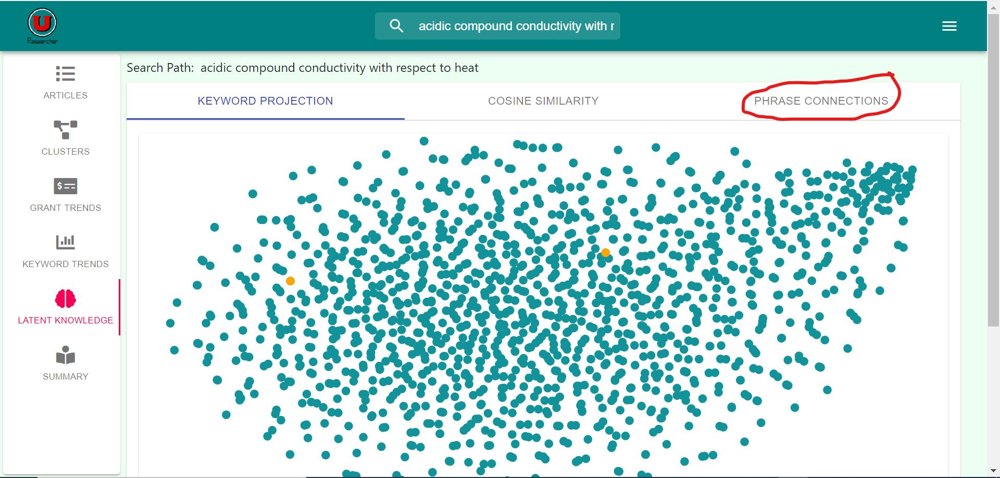 U
Researcher
acidic compound conductivity with r
Search Path: acidic compound conductivity with respect to heat
ARTICLES
CLUSTERS
GRANT TRENDS
KEYWORD TRENDS
LATENT KNOWLEDGE
SUMMARY
KEYWORD PROJECTION
COSINE SIMILARITY
PHRASE CONNECTIONS